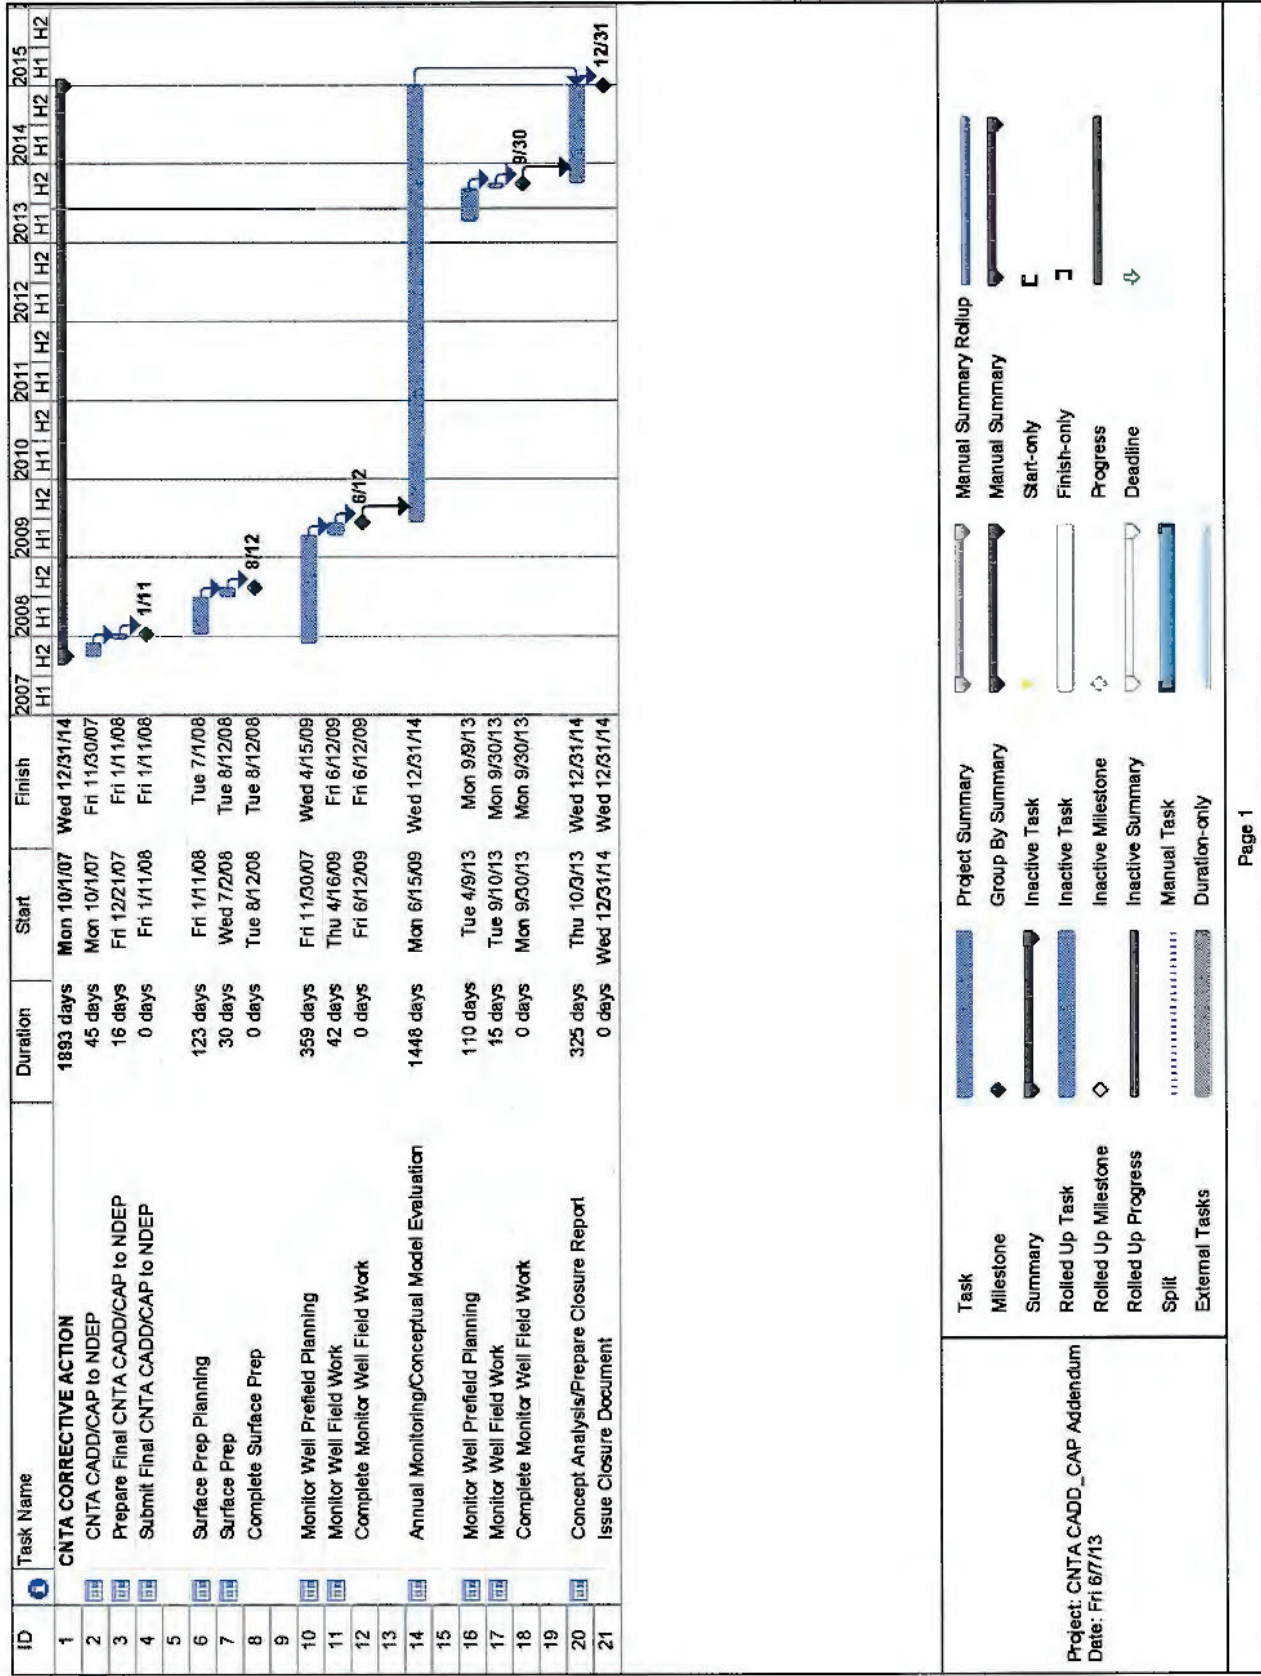 ID Task Name Duration Start Finish
2007 2008 2009 2010 2011 2012 2013 2014 2015
H1 H2 H1 H2 H1 H2 H1 H2 H1 H2 H1 H2 H1 H2 H1 H2 H1 H2
1 CNTA CORRECTIVE ACTION 1893 days Mon 10/1/07 Wed 12/31/14
2 CNTA CADD/CAP to NDEP 45 days Mon 10/1/07 Fri 11/30/07
3 Prepare Final CNTA CADD/CAP to NDEP 16 days Fri 12/21/07 Fri 1/11/08
4 Submit Final CNTA CADD/CAP to NDEP 0 days Fri 1/11/08 Fri 1/11/08 1/11
5
6 Surface Prep Planning 123 days Fri 1/11/08 Tue 7/1/08
7 Surface Prep 30 days Wed 7/2/08 Tue 8/12/08
8 Complete Surface Prep 0 days Tue 8/12/08 Tue 8/12/08 8/12
9
10 Monitor Well Prefield Planning 359 days Fri 11/30/07 Wed 4/15/09
11 Monitor Well Field Work 42 days Thu 4/16/09 Fri 6/12/09
12 Complete Monitor Well Field Work 0 days Fri 6/12/09 Fri 6/12/09 6/12
13
14 Annual Monitoring/Conceptual Model Evaluation 1448 days Mon 6/15/09 Wed 12/31/14
15
16 Monitor Well Prefield Planning 110 days Tue 4/9/13 Mon 9/9/13
17 Monitor Well Field Work 15 days Tue 9/10/13 Mon 9/30/13
18 Complete Monitor Well Field Work 0 days Mon 9/30/13 Mon 9/30/13 9/30
19
20 Concept Analysis/Prepare Closure Report 325 days Thu 10/3/13 Wed 12/31/14
21 Issue Closure Document 0 days Wed 12/31/14 Wed 12/31/14 12/31
Project: CNTA CADD_CAP Addendum
Date: Fri 6/7/13
Task Project Summary Manual Summary Rollup
Milestone Group By Summary Manual Summary
Summary Inactive Task Start-only
Rolled Up Task Inactive Task Finish-only
Rolled Up Milestone Inactive Milestone Progress
Rolled Up Progress Inactive Summary Deadline
Split Manual Task
External Tasks Duration-only
Page 1